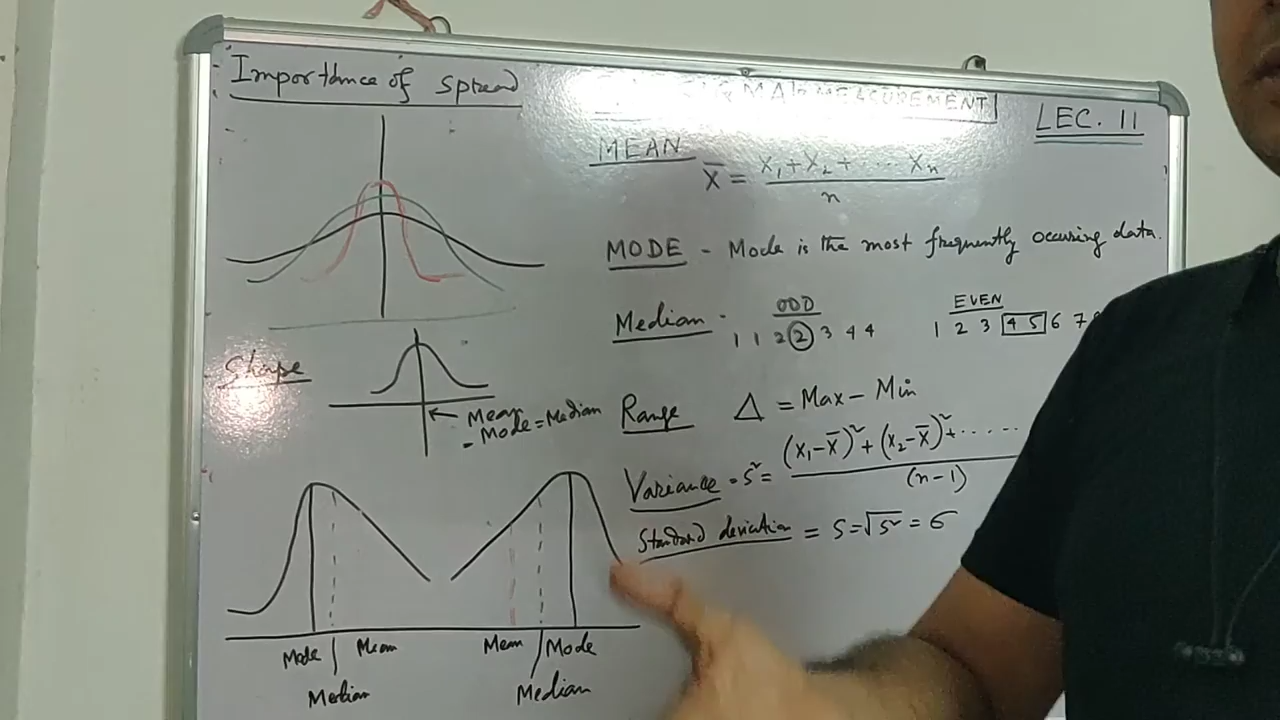 Importance of spread
MEASUREMENT
LEC. 11
MEAN X̄ = X₁+X₂+ ... Xₙ / n
MODE - Mode is the most frequently occuring data.
Median - ODD EVEN
1 1 2 2 3 4 4 1 2 3 4 5 6 7
Shape
Mean
- Mode = Median
Range Δ = Max - Min
Variance - S² = (X₁-X̄)² + (X₂-X̄)² + ..... / (n-1)
Standard deviation = S = √S² = σ
Mode Mean
Median
Mean Mode
Median